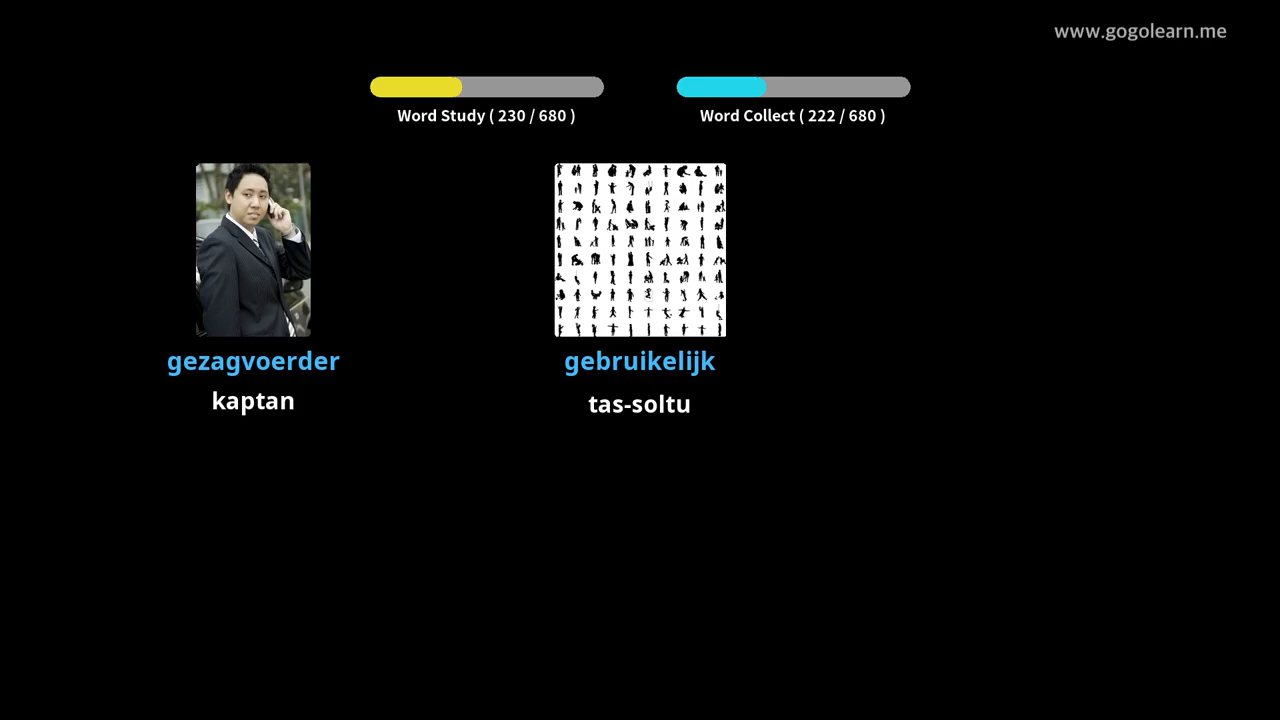 www.gogolearn.me
Word Study ( 230 / 680 )
Word Collect ( 222 / 680 )
gezagvoerder
kaptan
gebruikelijk
tas-soltu